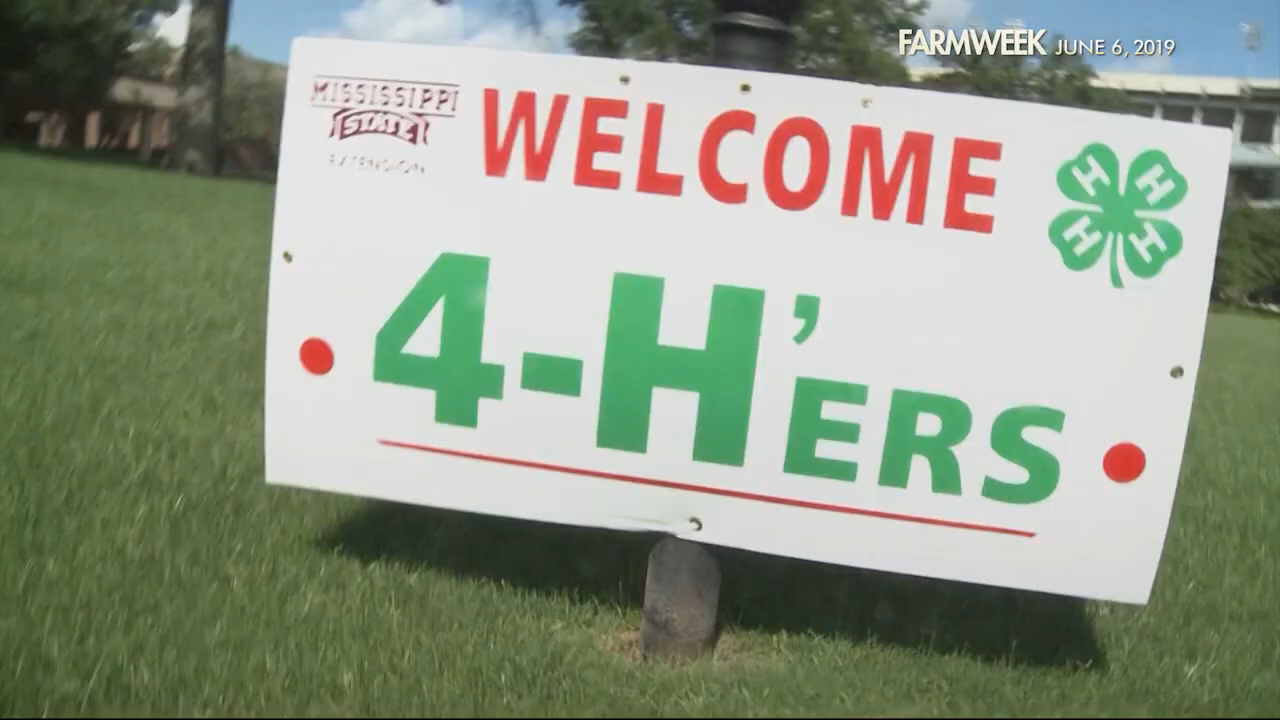 FARMWEEK JUNE 6, 2019
MISSISSIPPI
STATE
EXTENSION
WELCOME
H H
H H
4-H'ERS